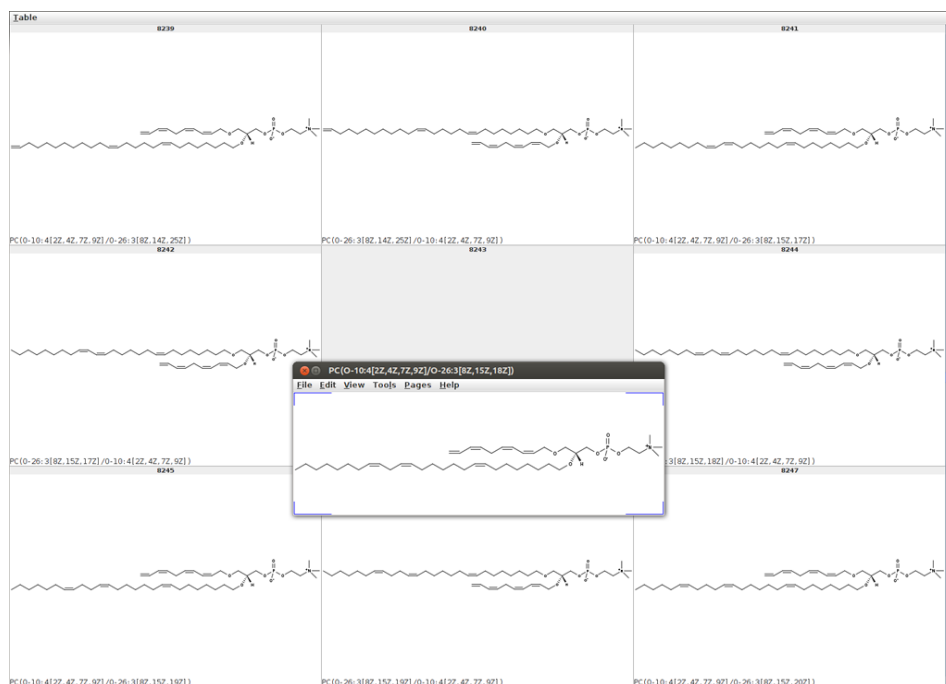 Table
8239
8240
8241
PC(O-10:4[2Z,4Z,7Z,9Z]/O-26:3[8Z,14Z,25Z])
PC(O-26:3[8Z,14Z,25Z]/O-10:4[2Z,4Z,7Z,9Z])
PC(O-10:4[2Z,4Z,7Z,9Z]/O-26:3[8Z,15Z,17Z])
8242
8243
8244
PC(O-10:4[2Z,4Z,7Z,9Z]/O-26:3[8Z,15Z,18Z])
File Edit View Tools Pages Help
PC(O-26:3[8Z,15Z,17Z]/O-10:4[2Z,4Z,7Z,9Z])
3[8Z,15Z,18Z]/O-10:4[2Z,4Z,7Z,9Z])
8245
8247
PC(O-10:4[2Z,4Z,7Z,9Z]/O-26:3[8Z,15Z,19Z])
PC(O-26:3[8Z,15Z,19Z]/O-10:4[2Z,4Z,7Z,9Z])
PC(O-10:4[2Z,4Z,7Z,9Z]/O-26:3[8Z,15Z,20Z])